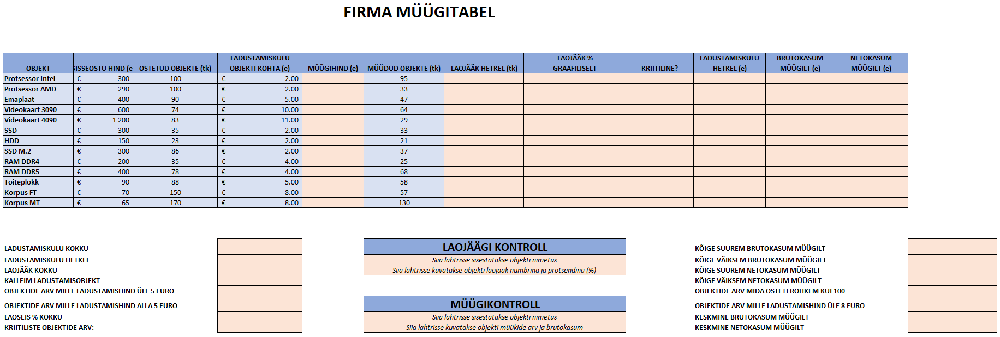 FIRMA MÜÜGITABEL
LADUSTAMISKULU LAOJÄÄK % LADUSTAMISKULU BRUTOKASUM NETOKASUM
OBJEKT SISSEOSTU HIND (e OSTETUD OBJEKTE (tk) OBJEKTI KOHTA (e) MÜÜGIHIND (e) MÜÜDUD OBJEKTE (tk) LAOJÄÄK HETKEL (tk) GRAAFILISELT KRIITILINE? HETKEL (e) MÜÜGILT (e) MÜÜGILT (e)
Protsessor Intel € 300 100 € 2.00 95
Protsessor AMD € 290 100 € 2.00 33
Emaplaat € 400 90 € 5.00 47
Videokaart 3090 € 600 74 € 10.00 64
Videokaart 4090 € 1 200 83 € 11.00 29
SSD € 300 35 € 2.00 33
HDD € 150 23 € 2.00 21
SSD M.2 € 300 86 € 2.00 37
RAM DDR4 € 200 35 € 4.00 25
RAM DDR5 € 400 78 € 4.00 68
Toiteplokk € 90 88 € 5.00 58
Korpus FT € 70 150 € 8.00 57
Korpus MT € 65 170 € 8.00 130
LADUSTAMISKULU KOKKU
LADUSTAMISKULU HETKEL
LAOJÄÄK KOKKU
KALLEIM LADUSTAMISOBJEKT
OBJEKTIDE ARV MILLE LADUSTAMISHIND ÜLE 5 EURO
OBJEKTIDE ARV MILLE LADUSTAMISHIND ALLA 5 EURO
LAOSEIS % KOKKU
KRIITILISTE OBJEKTIDE ARV:
LAOJÄÄGI KONTROLL
Siia lahtrisse sisestatakse objekti nimetus
Siia lahtrisse kuvatakse objekti laojääk numbrina ja protsendina (%)
MÜÜGIKONTROLL
Siia lahtrisse sisestatakse objekti nimetus
Siia lahtrisse kuvatakse objekti müükide arv ja brutokasum
KÕIGE SUUREM BRUTOKASUM MÜÜGILT
KÕIGE VÄIKSEM BRUTOKASUM MÜÜGILT
KÕIGE SUUREM NETOKASUM MÜÜGILT
KÕIGE VÄIKSEM NETOKASUM MÜÜGILT
OBJEKTIDE ARV MIDA OSTETI ROHKEM KUI 100
OBJEKTIDE ARV MILLE LADUSTAMISHIND ÜLE 8 EURO
KESKMINE BRUTOKASUM MÜÜGILT
KESKMINE NETOKASUM MÜÜGILT